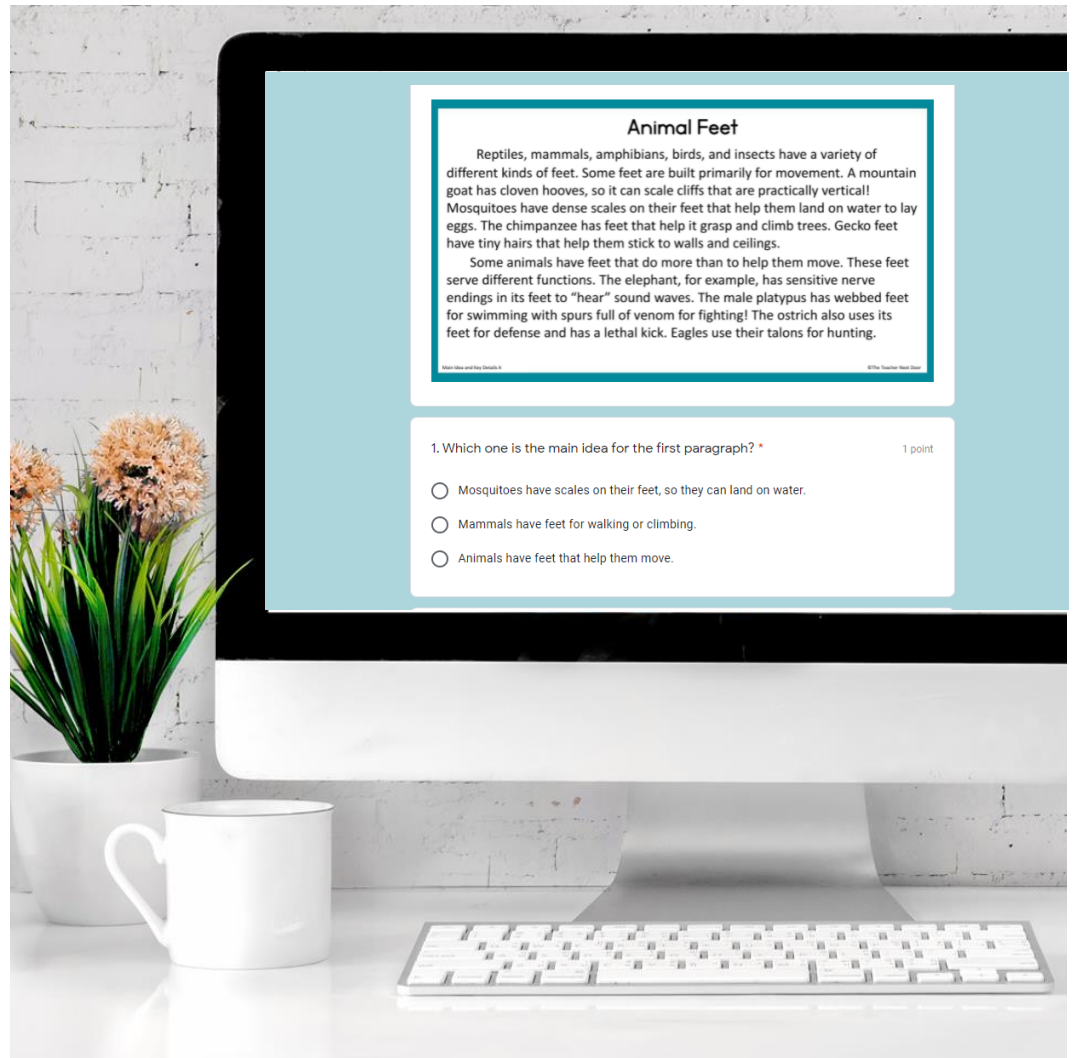 Animal Feet
Reptiles, mammals, amphibians, birds, and insects have a variety of
different kinds of feet. Some feet are built primarily for movement. A mountain
goat has cloven hooves, so it can scale cliffs that are practically vertical!
Mosquitoes have dense scales on their feet that help them land on water to lay
eggs. The chimpanzee has feet that help it grasp and climb trees. Gecko feet
have tiny hairs that help them stick to walls and ceilings.
Some animals have feet that do more than to help them move. These feet
serve different functions. The elephant, for example, has sensitive nerve
endings in its feet to “hear” sound waves. The male platypus has webbed feet
for swimming with spurs full of venom for fighting! The ostrich also uses its
feet for defense and has a lethal kick. Eagles use their talons for hunting.
Main Idea and Key Details 6
©The Teacher Next Door
1. Which one is the main idea for the first paragraph? *
1 point
Mosquitoes have scales on their feet, so they can land on water.
Mammals have feet for walking or climbing.
Animals have feet that help them move.